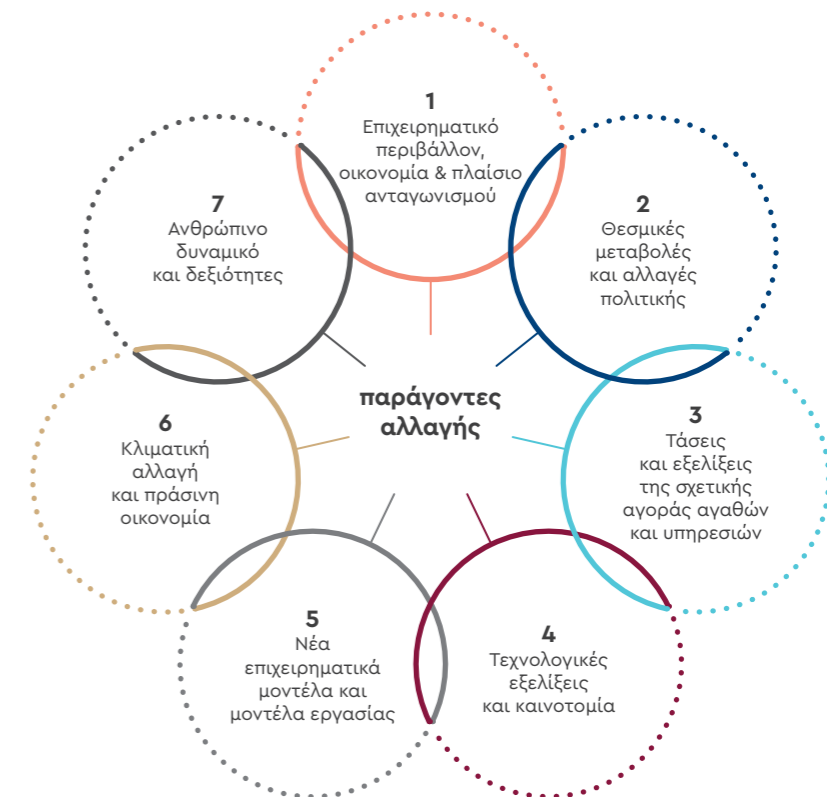 1
Επιχειρηματικό
περιβάλλον,
οικονομία & πλαίσιο
ανταγωνισμού
2
Θεσμικές
μεταβολές
και αλλαγές
πολιτικής
3
Τάσεις
και εξελίξεις
της σχετικής
αγοράς αγαθών
και υπηρεσιών
4
Τεχνολογικές
εξελίξεις
και καινοτομία
5
Νέα
επιχειρηματικά
μοντέλα και
μοντέλα εργασίας
6
Κλιματική
αλλαγή
και πράσινη
οικονομία
7
Ανθρώπινο
δυναμικό
και δεξιότητες
παράγοντες
αλλαγής